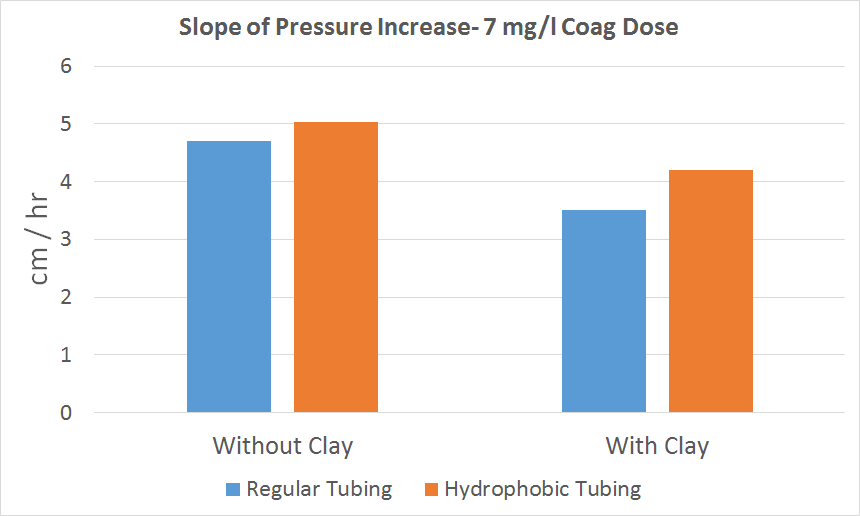 Slope of Pressure Increase- 7 mg/l Coag Dose
6
5
4
3
2
1
0
cm / hr
Without Clay
With Clay
Regular Tubing
Hydrophobic Tubing